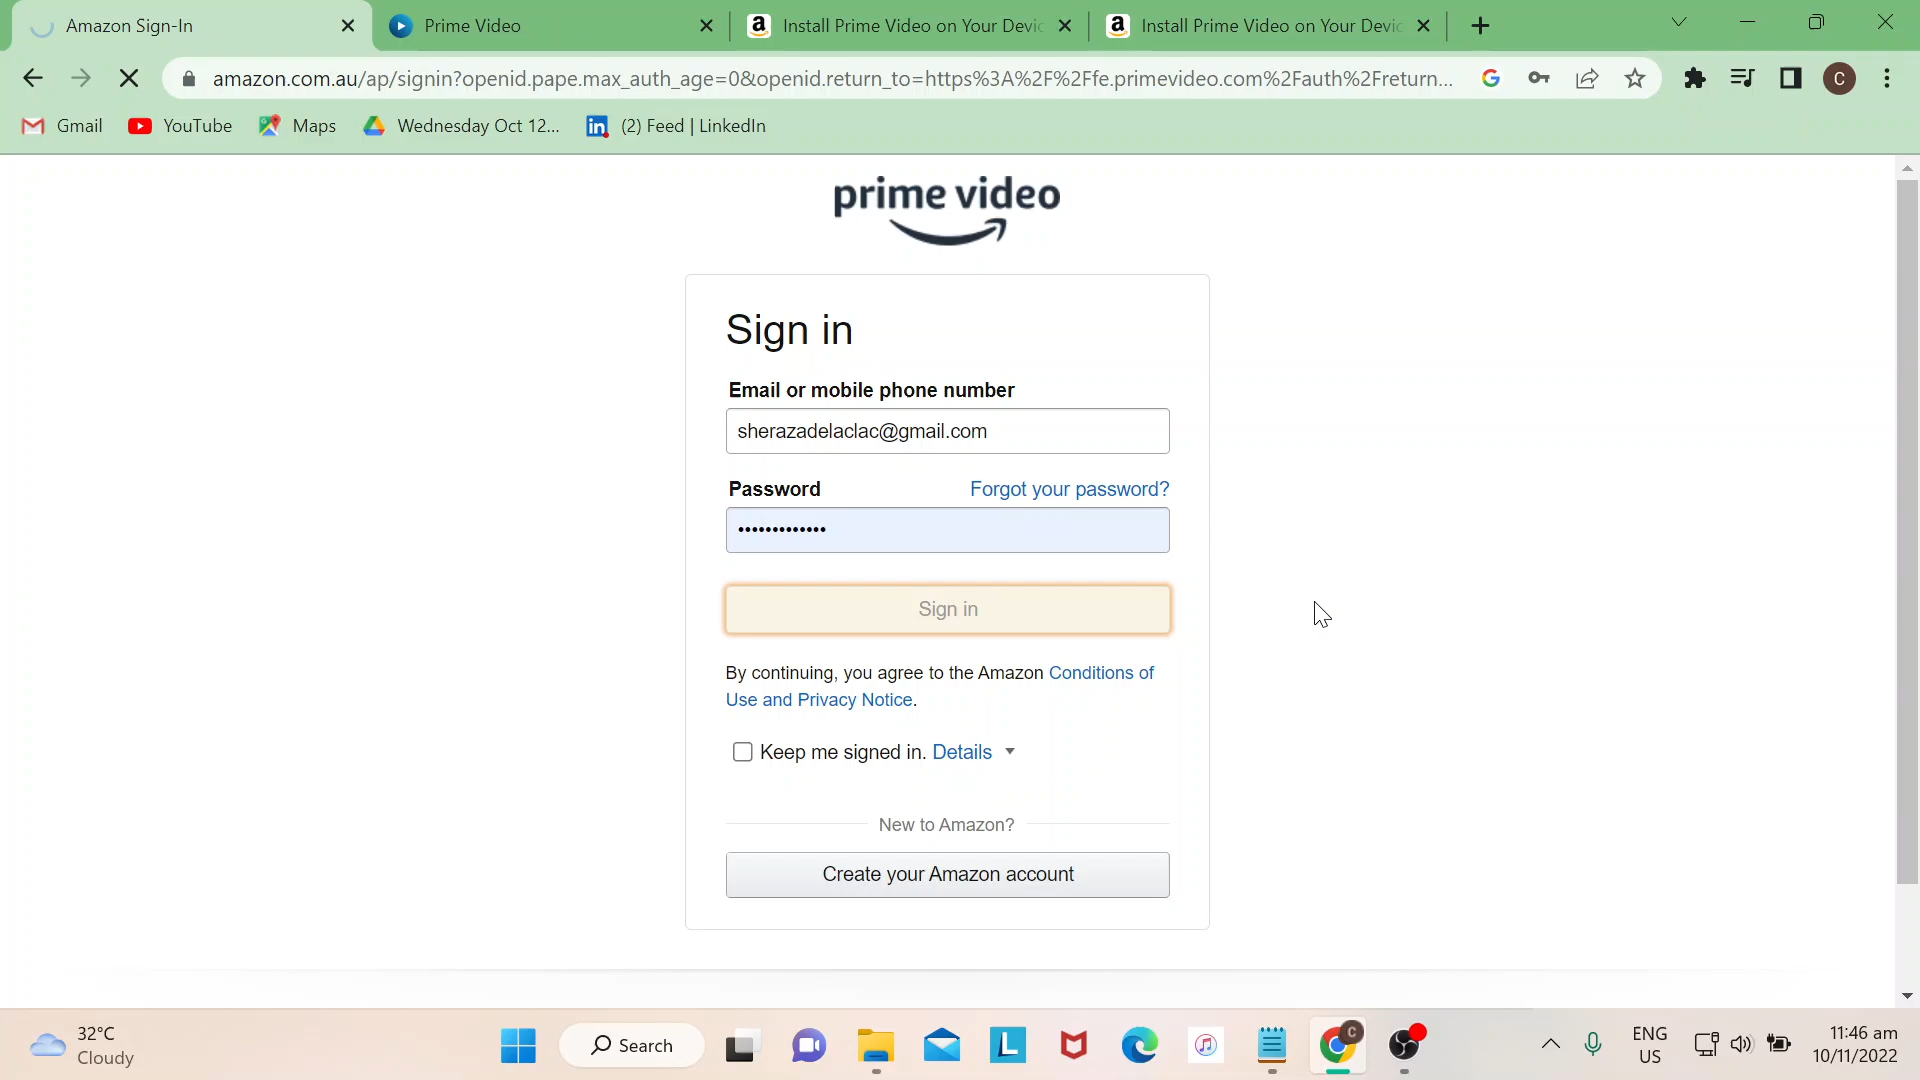 Amazon Sign-In
Prime Video
Install Prime Video on Your Devic
Install Prime Video on Your Devic
amazon.com.au/ap/signin?openid.pape.max_auth_age=0&openid.return_to=https%3A%2F%2Ffe.primevideo.com%2Fauth%2Freturn...
C
Gmail
YouTube
Maps
Wednesday Oct 12...
(2) Feed | LinkedIn
prime video
Sign in
Email or mobile phone number
sherazadelaclac@gmail.com
Password Forgot your password?
•••••••••••••
Sign in
By continuing, you agree to the Amazon Conditions of
Use and Privacy Notice.
Keep me signed in. Details
New to Amazon?
Create your Amazon account
32°C
Cloudy
Search
C
ENG
US
11:46 am
10/11/2022